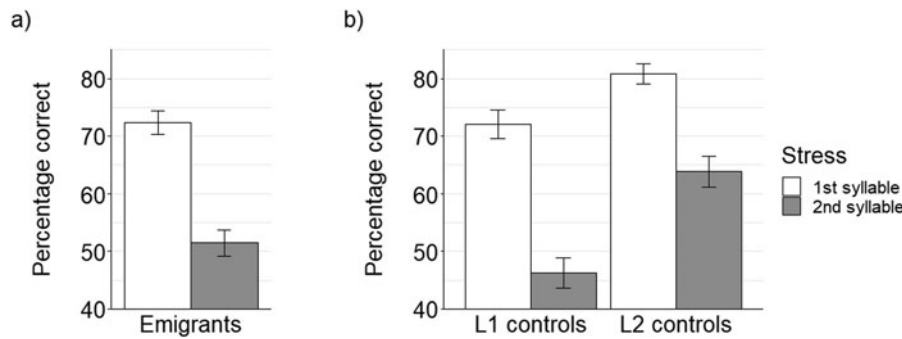 a)
Percentage correct
80
70
60
50
40
Emigrants
b)
Percentage correct
80
70
60
50
40
L1 controls
L2 controls
Stress
1st syllable
2nd syllable